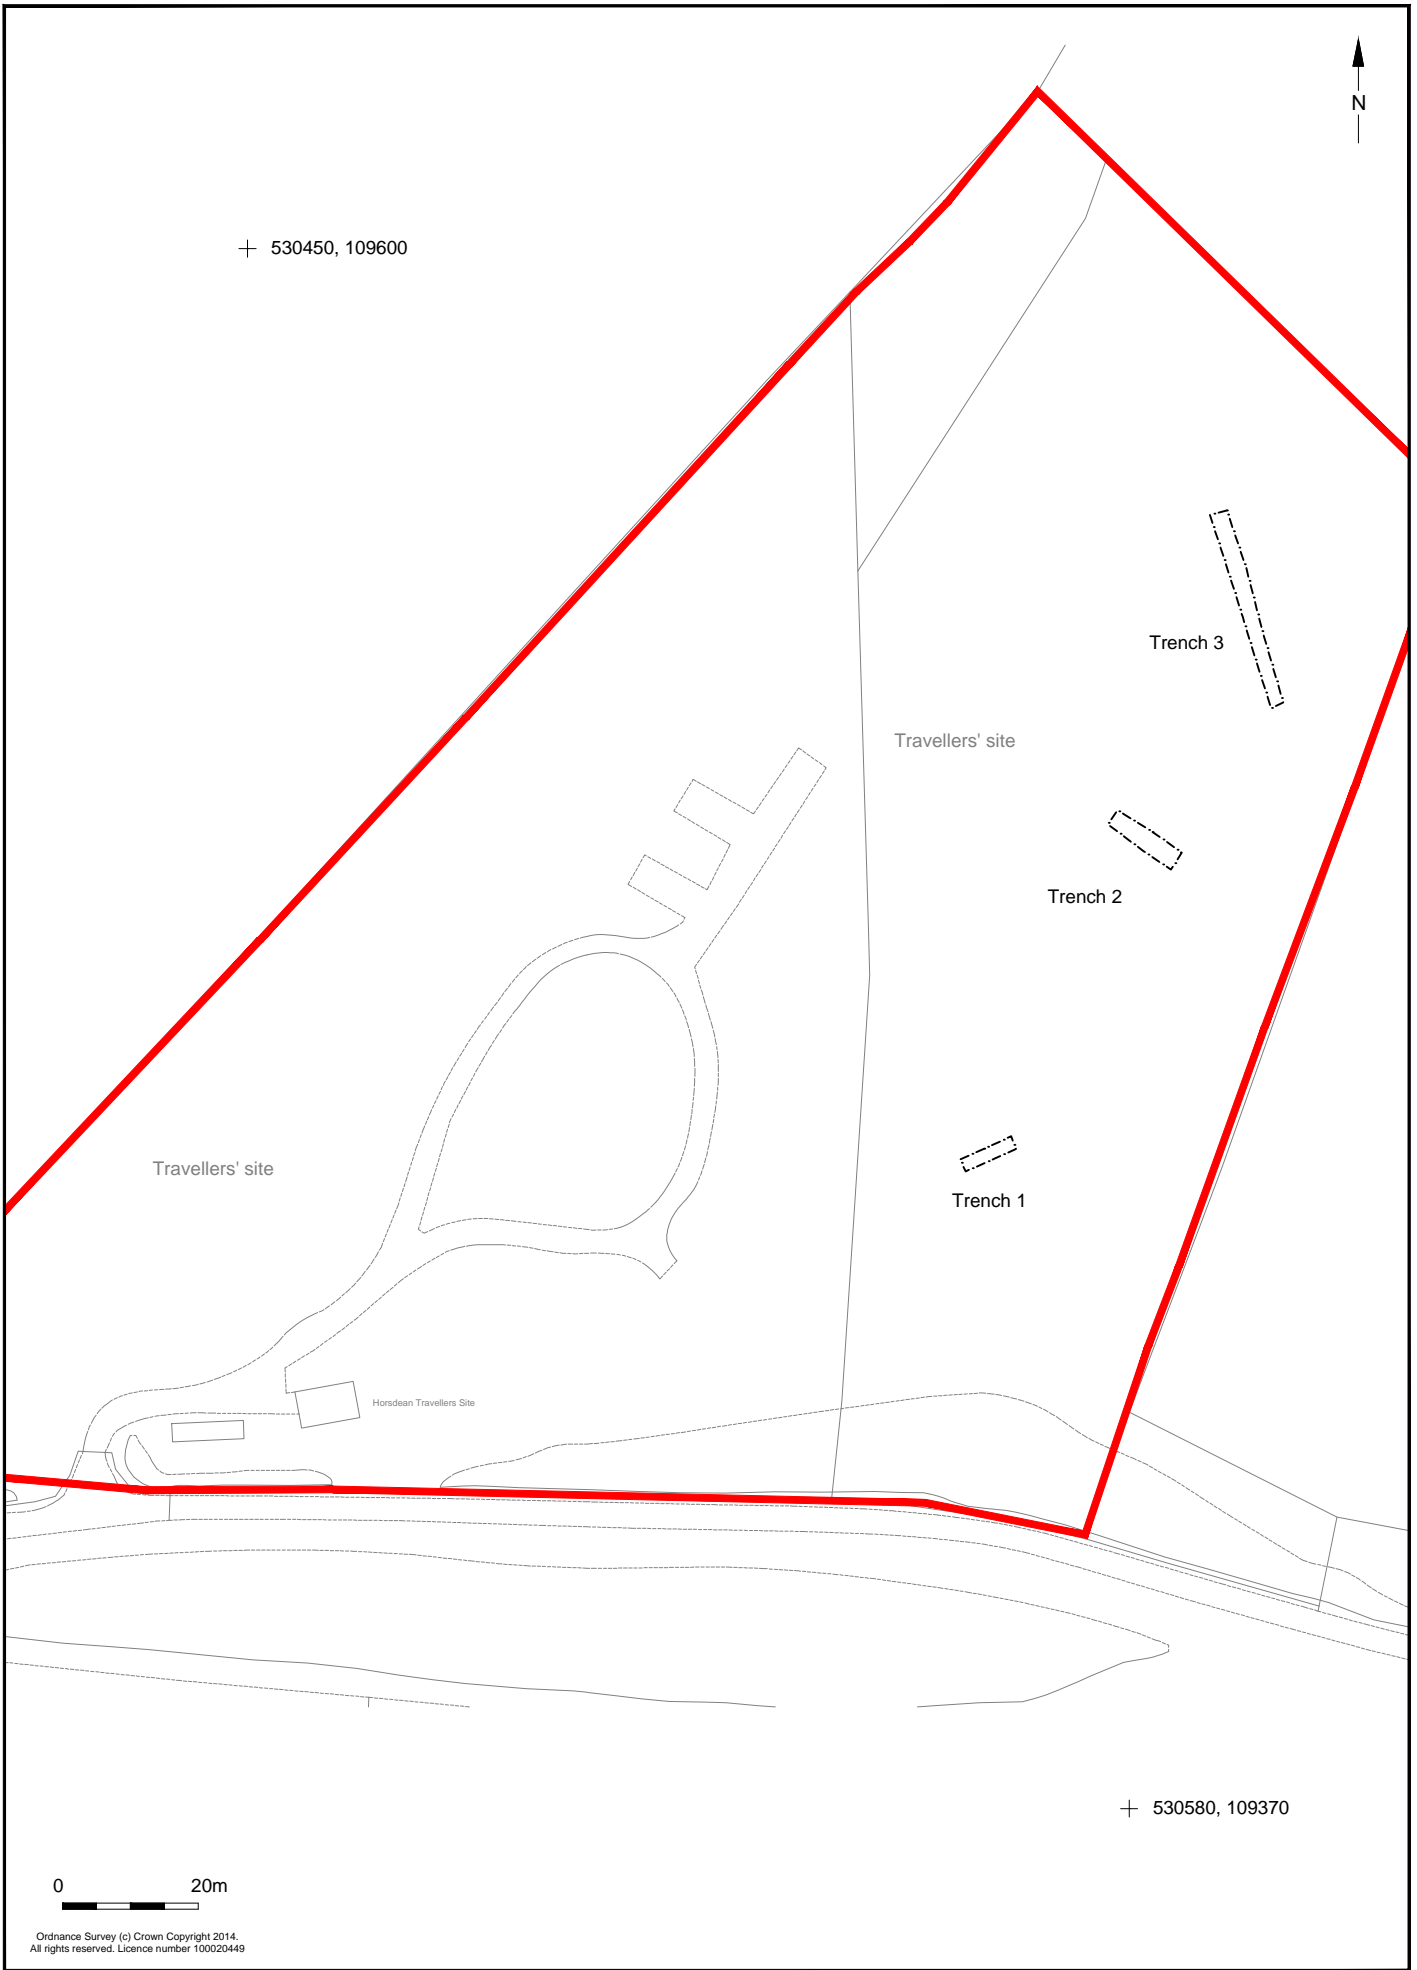 N
530450, 109600
Trench 3
Travellers' site
Trench 2
Travellers' site
Trench 1
Horsdean Travellers Site
530580, 109370
0 20m
Ordnance Survey (c) Crown Copyright 2014.
All rights reserved. Licence number 100020449